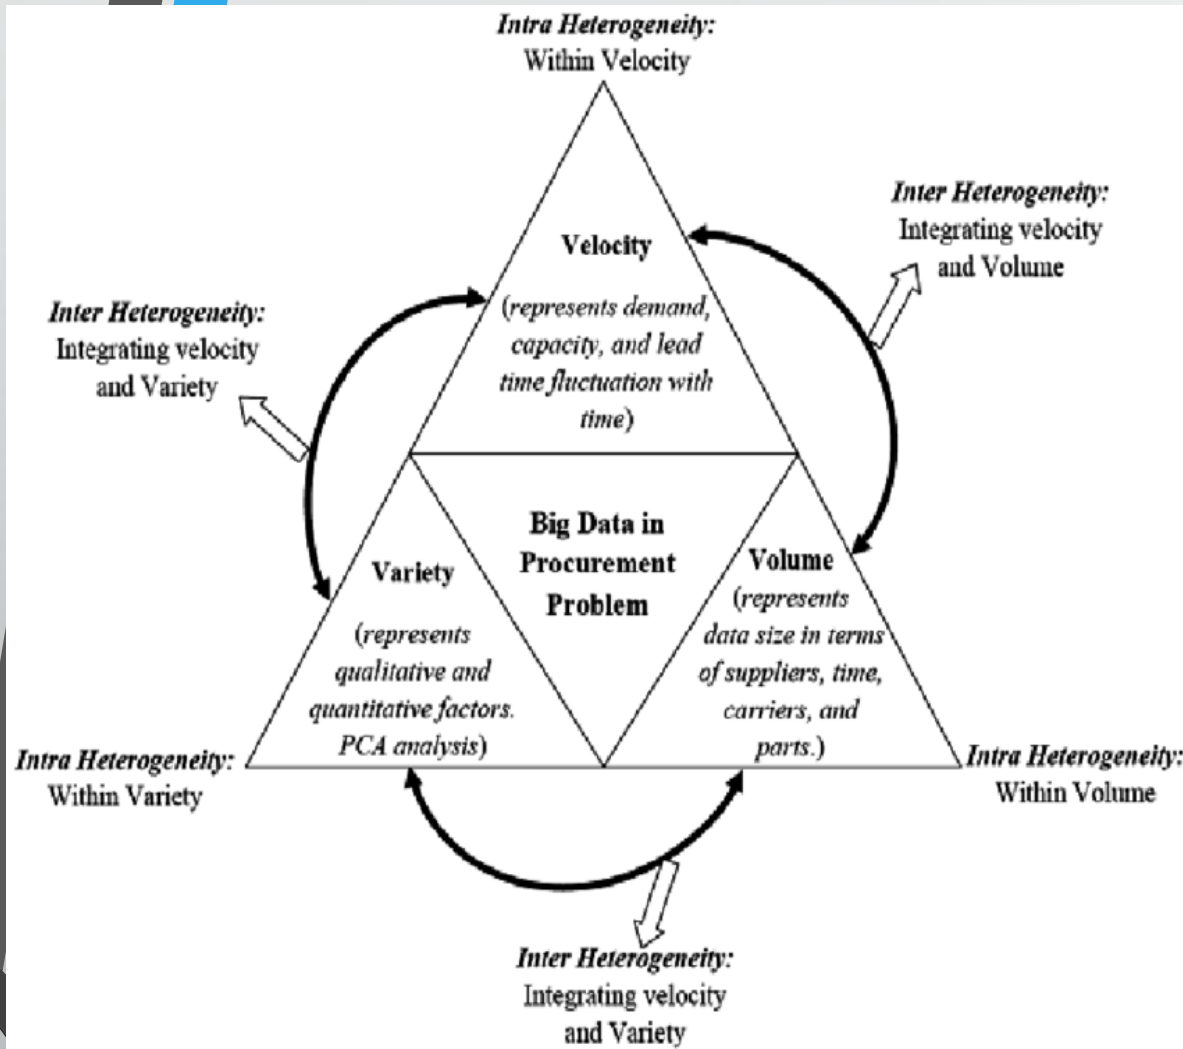 Intra Heterogeneity:
Within Velocity
Inter Heterogeneity:
Integrating velocity
and Volume
Velocity
(represents demand,
capacity, and lead
time fluctuation with
time)
Inter Heterogeneity:
Integrating velocity
and Variety
Big Data in
Procurement
Problem
Variety
(represents
qualitative and
quantitative factors.
PCA analysis)
Volume
(represents
data size in terms
of suppliers, time,
carriers, and
parts.)
Intra Heterogeneity:
Within Variety
Intra Heterogeneity:
Within Volume
Inter Heterogeneity:
Integrating velocity
and Variety